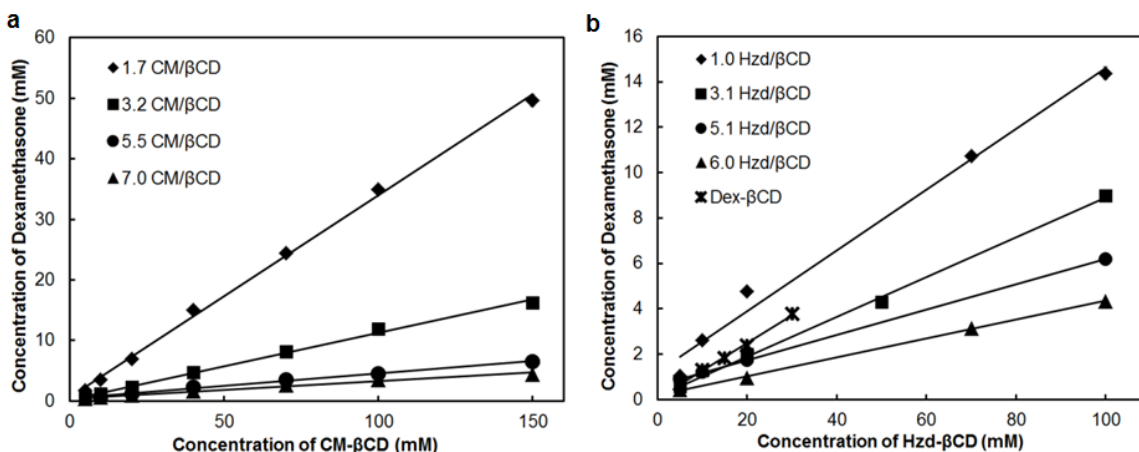 a
60
50
40
30
20
10
0
Concentration of Dexamethasone (mM)
1.7 CM/βCD
3.2 CM/βCD
5.5 CM/βCD
7.0 CM/βCD
0
50
100
150
Concentration of CM-βCD (mM)
b
16
14
12
10
8
6
4
2
0
Concentration of Dexamethasone (mM)
1.0 Hzd/βCD
3.1 Hzd/βCD
5.1 Hzd/βCD
6.0 Hzd/βCD
Dex-βCD
0
20
40
60
80
100
Concentration of Hzd-βCD (mM)